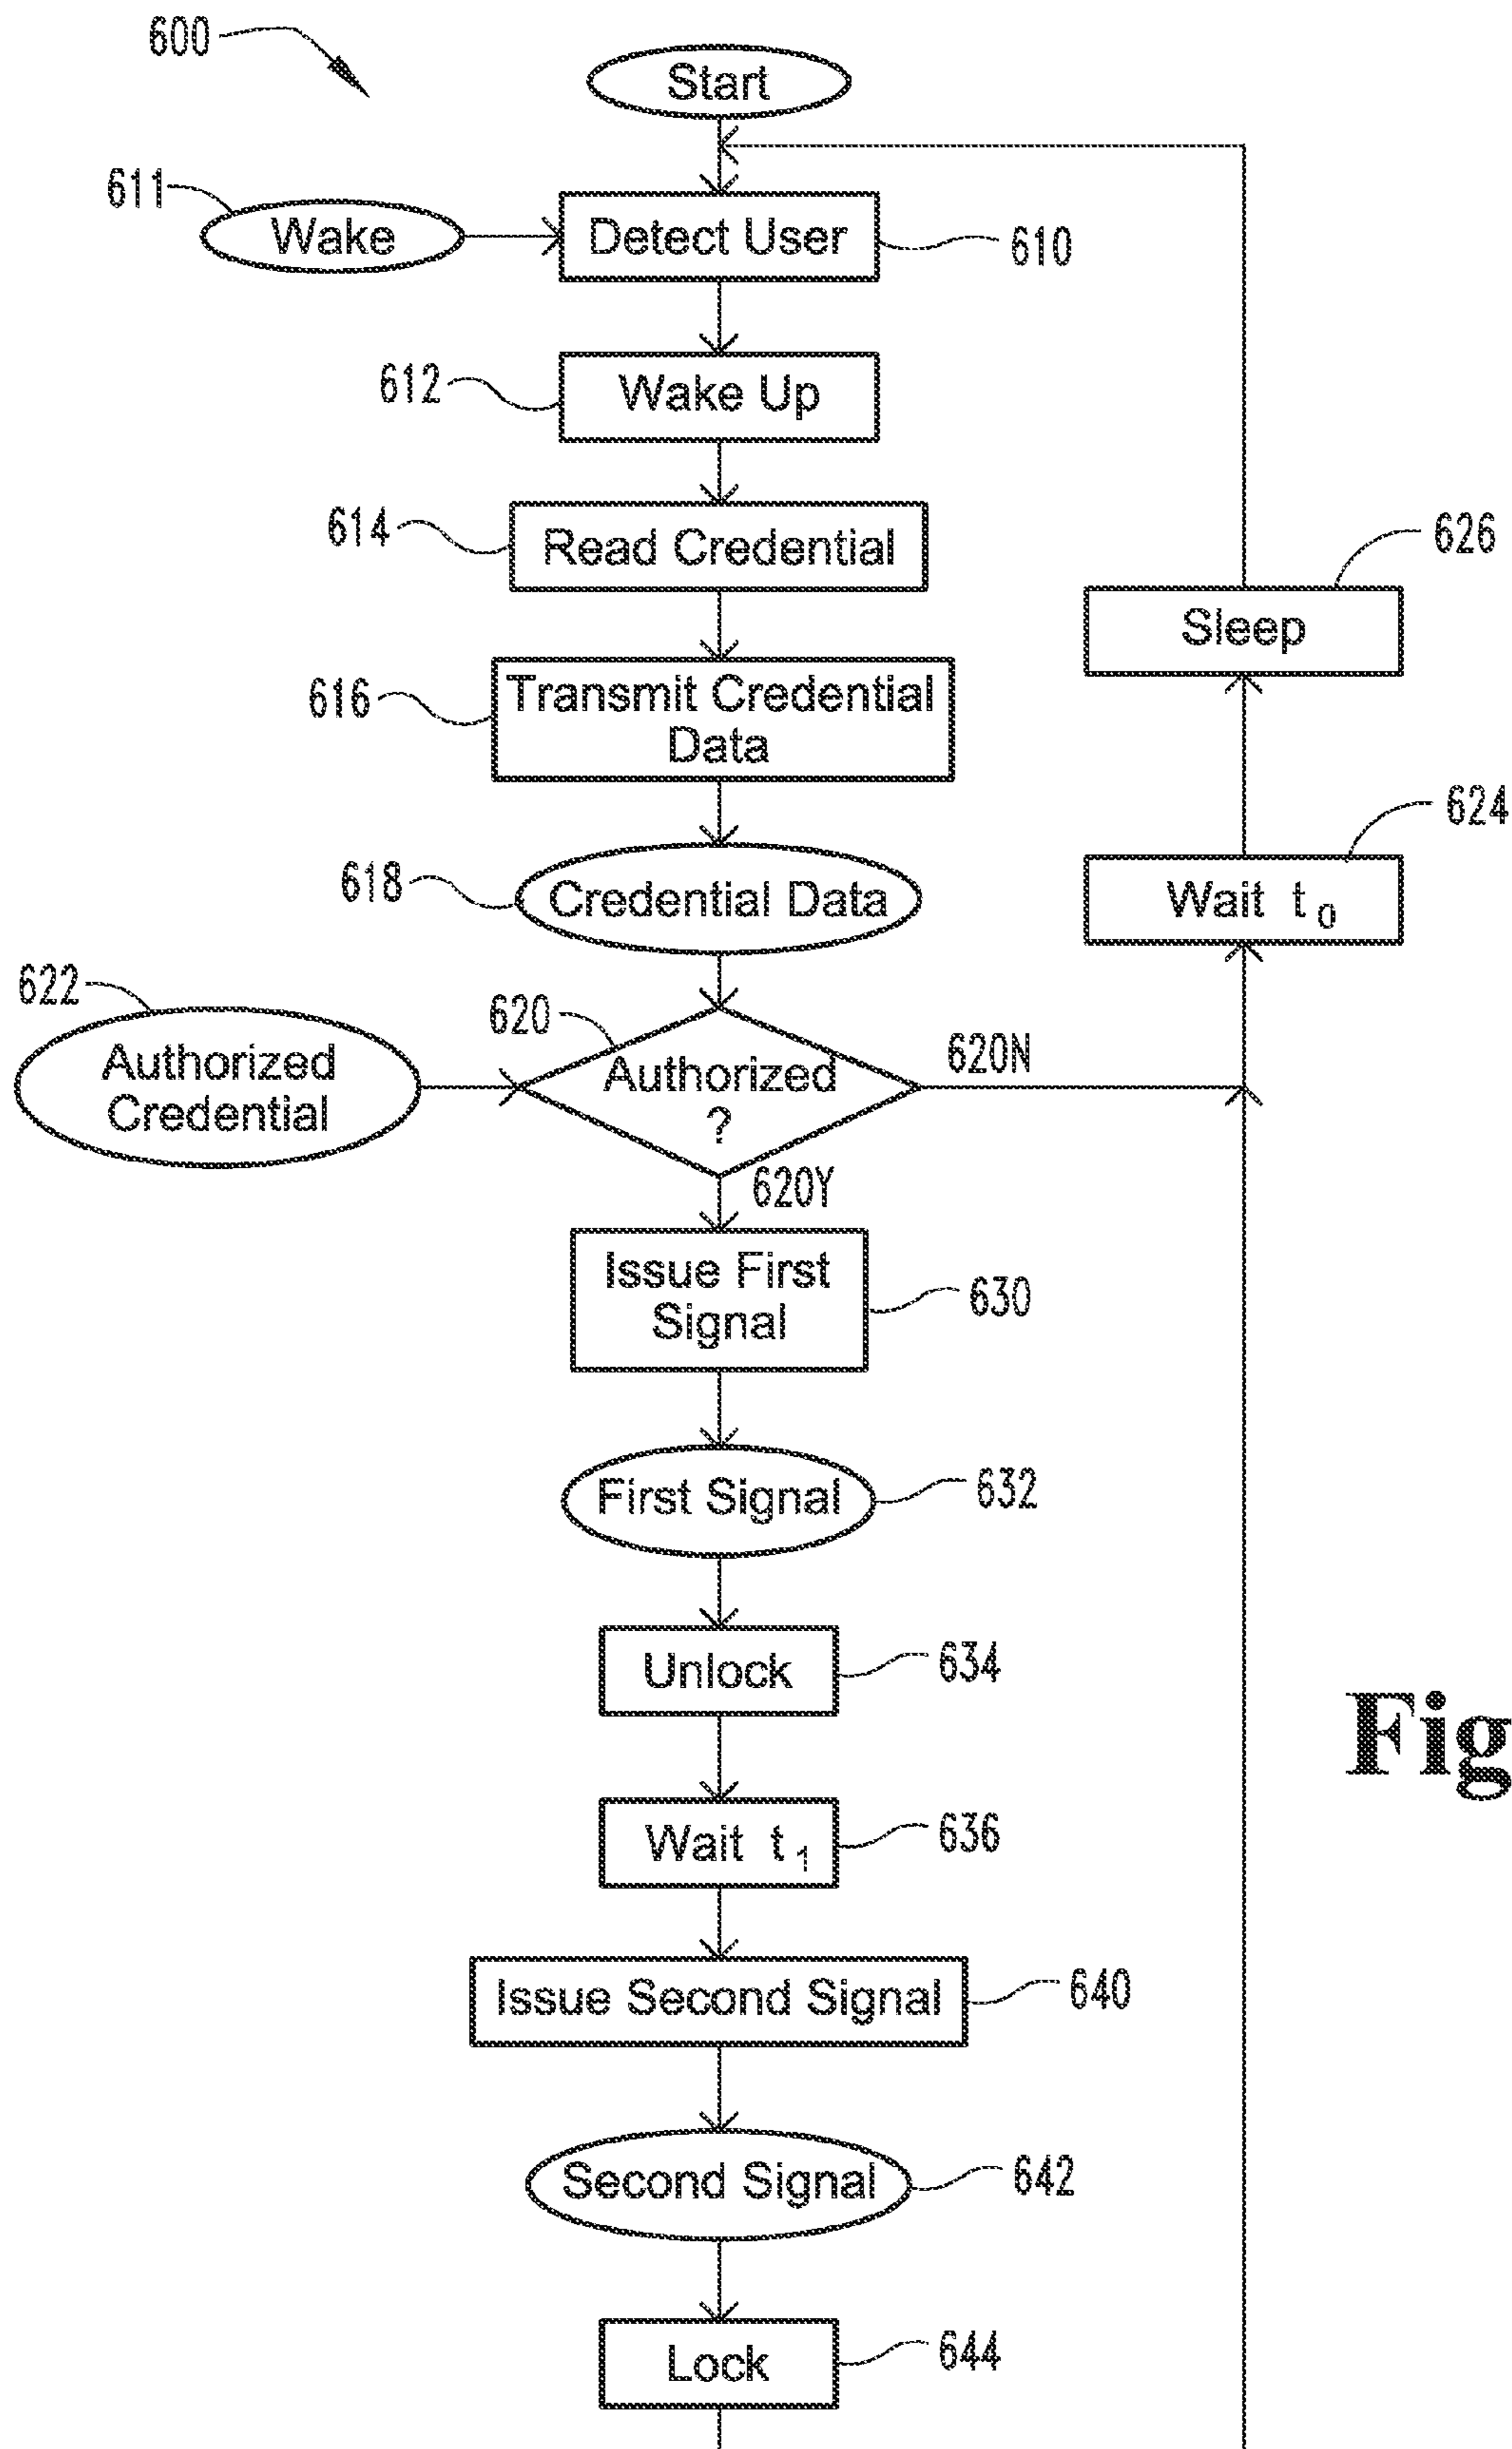 600
Start
611
Wake
Detect User
610
612
Wake Up
614
Read Credential
626
Sleep
616
Transmit Credential
Data
624
Wait t0
618
Credential Data
622
Authorized
Credential
620
Authorized
?
620N
620Y
Issue First
Signal
630
First Signal
632
Unlock
634
Fig
Wait t1
636
Issue Second Signal
640
Second Signal
642
Lock
644